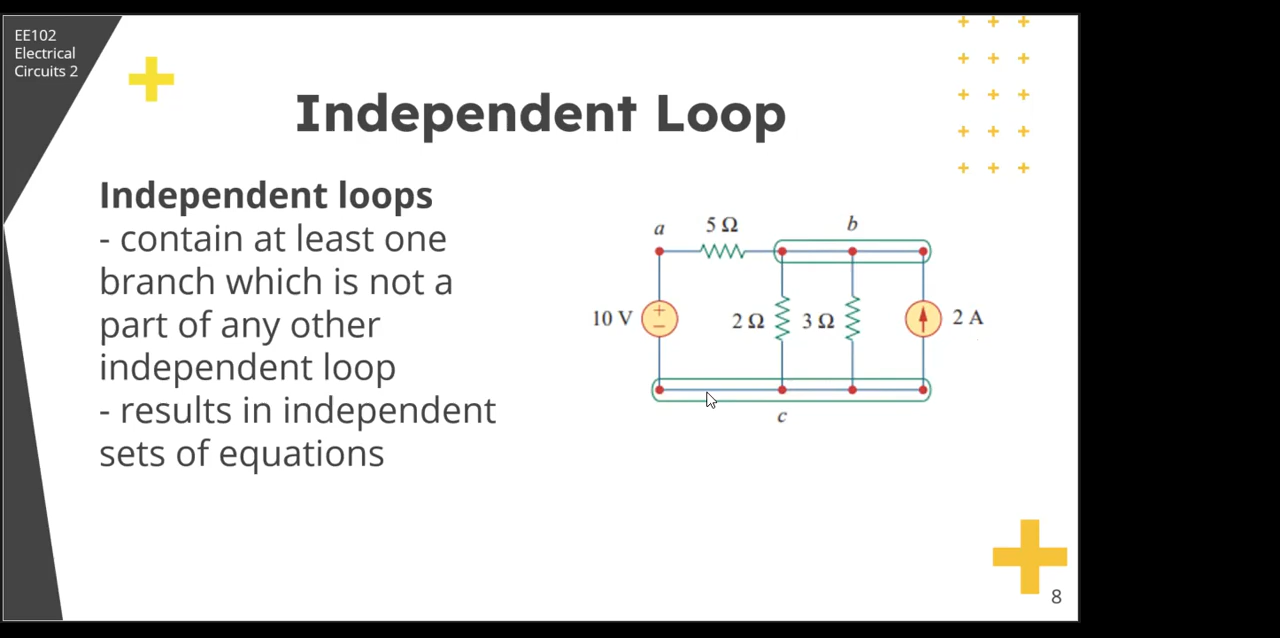 EE102
Electrical
Circuits 2
Independent Loop
Independent loops
- contain at least one
branch which is not a
part of any other
independent loop
- results in independent
sets of equations
a
5 Ω
b
10 V
+
−
2 Ω
3 Ω
2 A
c
8